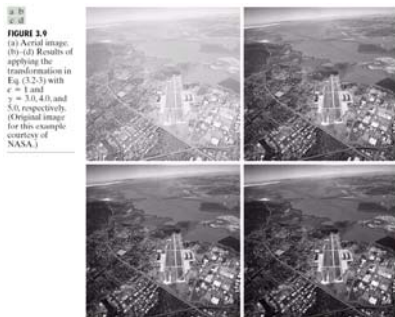 a b
c d
FIGURE 3.9
(a) Aerial image.
(b)–(d) Results of
applying the
transformation in
Eq. (3.2-3) with
c = 1 and
γ = 3.0, 4.0, and
5.0, respectively.
(Original image
for this example
courtesy of
NASA.)